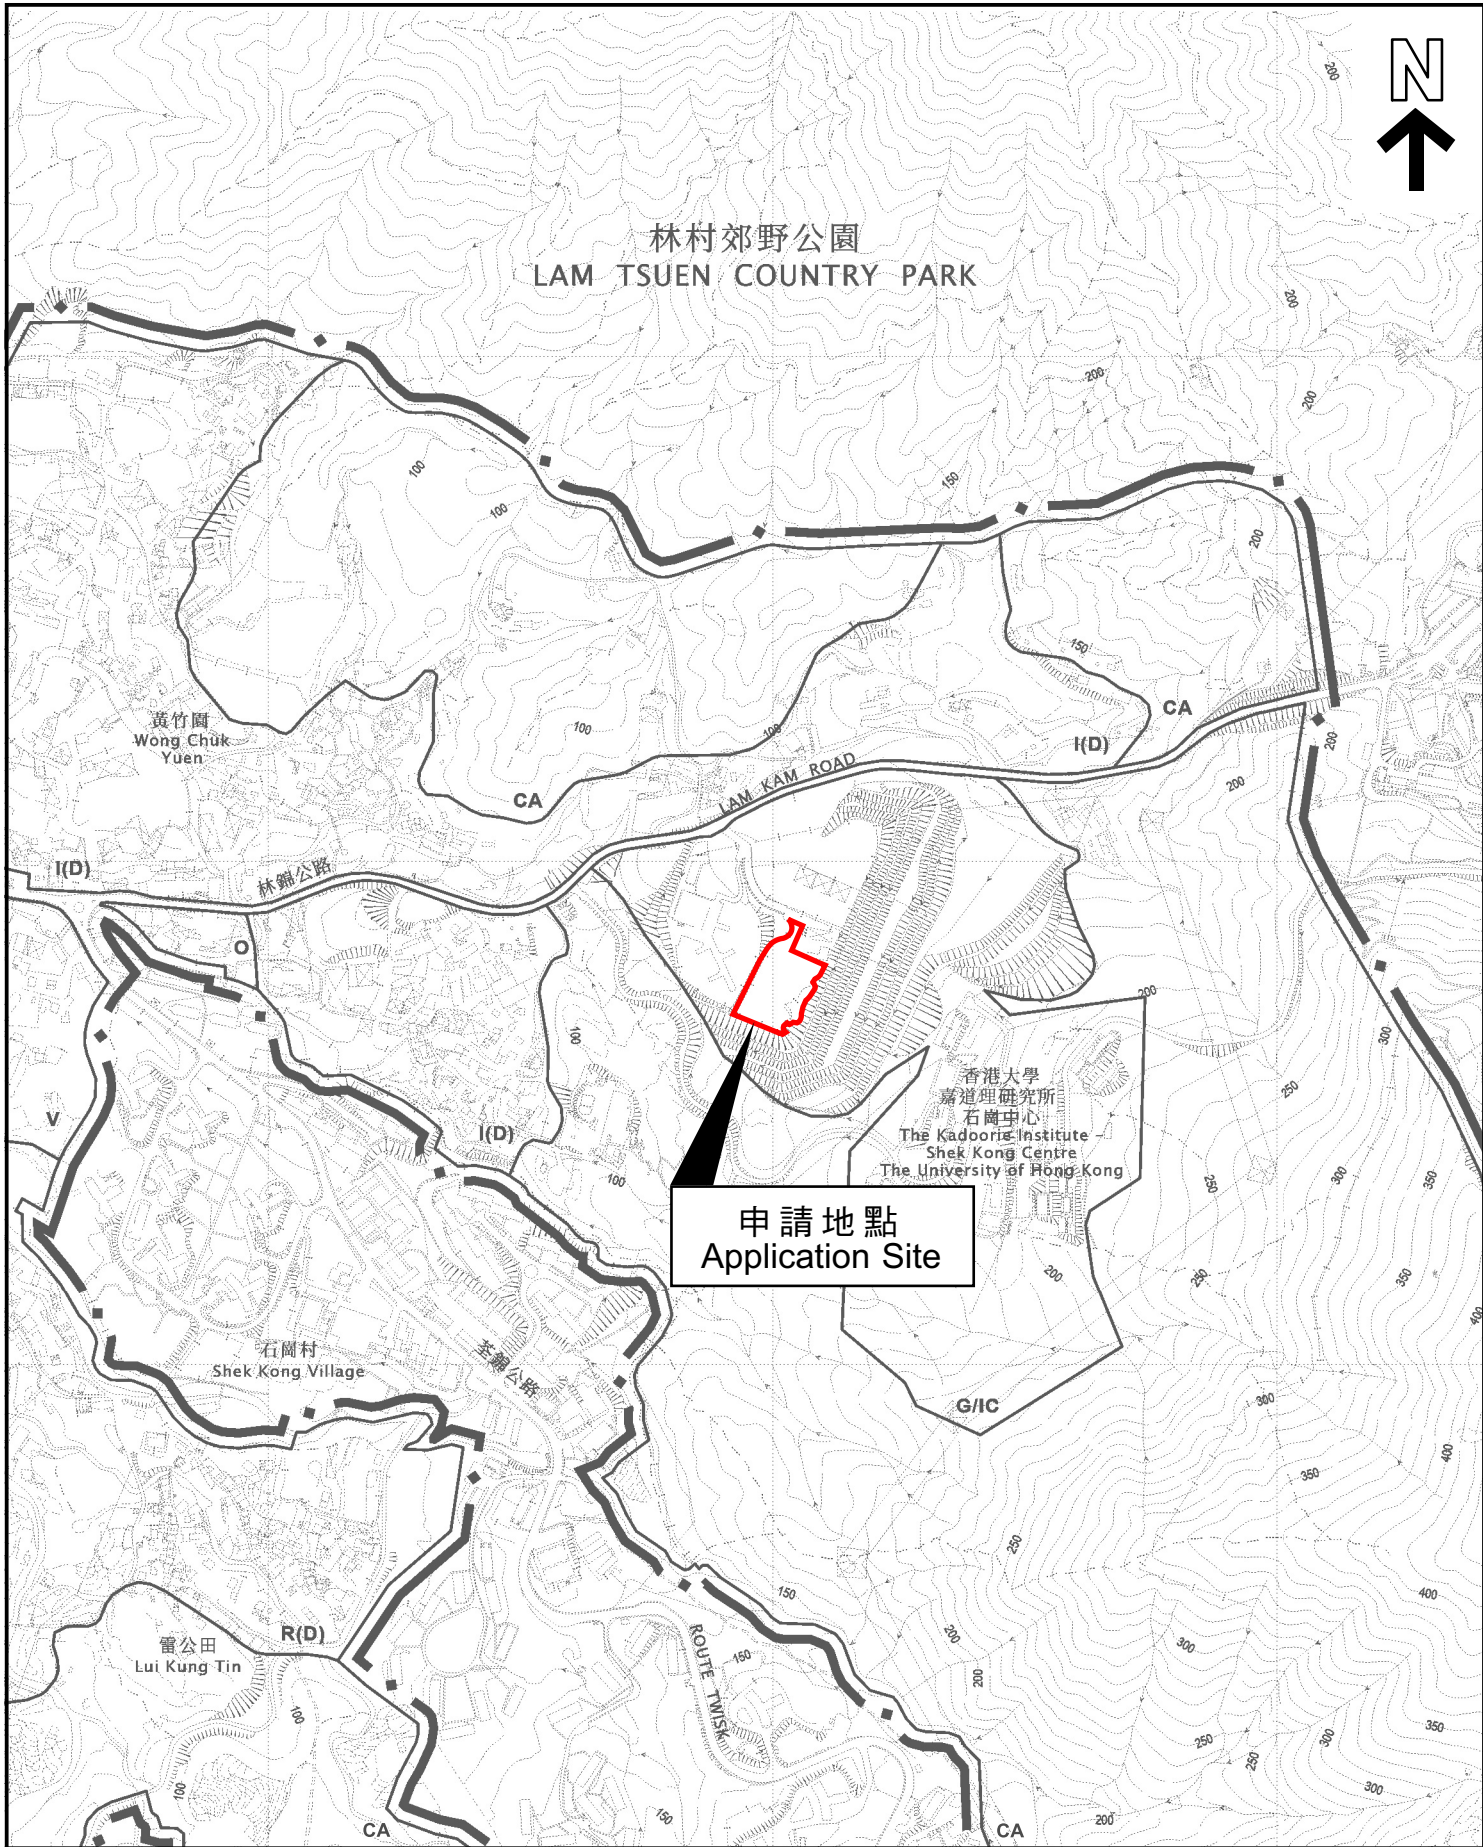 N
200
林村郊野公園
LAM TSUEN COUNTRY PARK
200
200
200
100
100
150
200
150
黃竹園
Wong Chuk
Yuen
100
100
CA
I(D)
200
200
CA
LAM KAM ROAD
I(D)
林錦公路
O
200
100
300
250
香港大學
嘉道理研究所
石崗中心
The Kadoorie Institute -
Shek Kong Centre
The University of Hong Kong
V
I(D)
100
250
300
350
申請地點
Application Site
200
250
350
400
石崗村
Shek Kong Village
荃錦公路
G/IC
300
400
350
250
150
400
R(D)
雷公田
Lui Kung Tin
ROUTE TWISK
150
200
300
200
100
350
250
250
300
300
100
150
200
CA
CA